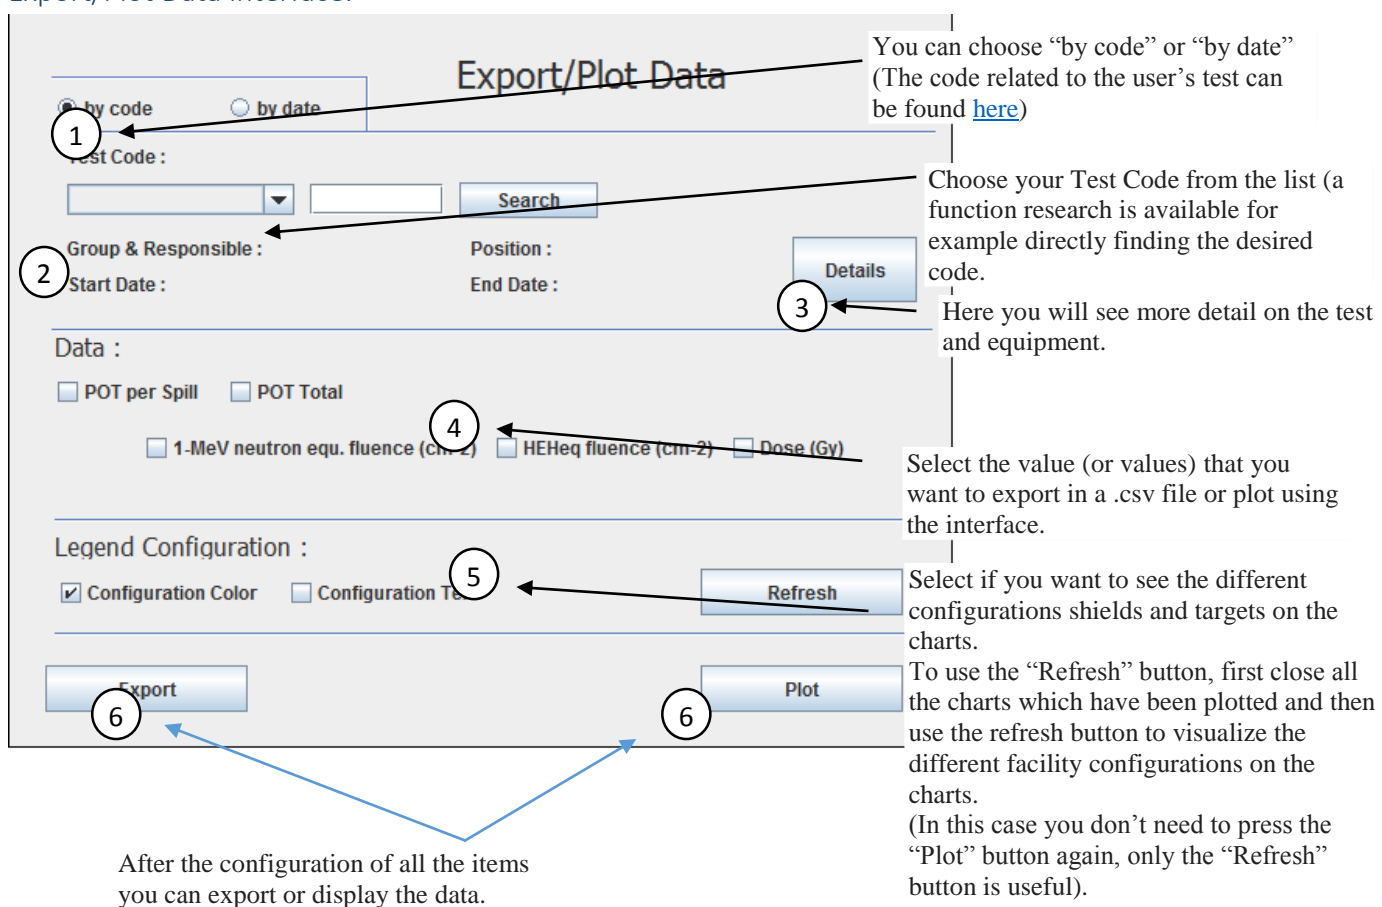 Export/Plot Data Interface:
Export/Plot Data
by code
by date
1
Test Code :
Search
Group & Responsible :
Position :
2
Start Date :
End Date :
Details
3
Data :
POT per Spill
POT Total
4
1-MeV neutron equ. fluence (cm-2)
HEHeq fluence (cm-2)
Dose (Gy)
Legend Configuration :
5
Configuration Color
Refresh
Configuration
Export
Plot
6
6
You can choose “by code” or “by date”
(The code related to the user’s test can
be found here)
Choose your Test Code from the list (a
function research is available for
example directly finding the desired
code.
Here you will see more detail on the test
and equipment.
Select the value (or values) that you
want to export in a .csv file or plot using
the interface.
Select if you want to see the different
configurations shields and targets on the
charts.
To use the “Refresh” button, first close all
the charts which have been plotted and then
use the refresh button to visualize the
different facility configurations on the
charts.
(In this case you don’t need to press the
“Plot” button again, only the “Refresh”
button is useful).
After the configuration of all the items
you can export or display the data.